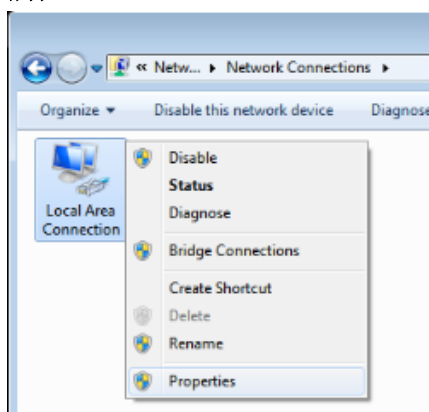 « Netw... ▸ Network Connections ▸
Organize ▾ Disable this network device Diagnose
Local Area
Connection
Disable
Status
Diagnose
Bridge Connections
Create Shortcut
Delete
Rename
Properties